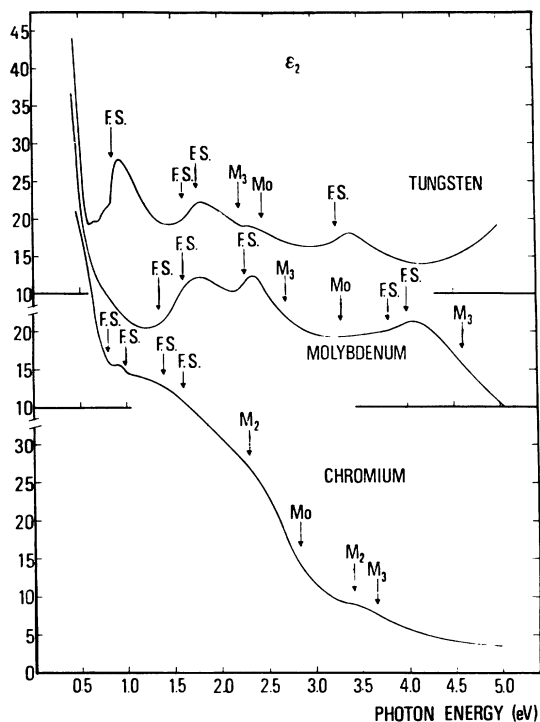 45
40
35
30
25
20
15
10
ε₂
F.S.
F.S.
F.S.
M₃
Mo
F.S.
TUNGSTEN
F.S.
F.S.
F.S.
M₃
Mo
F.S.
F.S.
M₃
MOLYBDENUM
20
15
10
F.S.
F.S.
F.S.
F.S.
M₂
Mo
M₂
M₃
CHROMIUM
30
25
20
15
10
5
0
0.5 1.0 1.5 2.0 2.5 3.0 3.5 4.0 4.5 5.0
PHOTON ENERGY (eV)